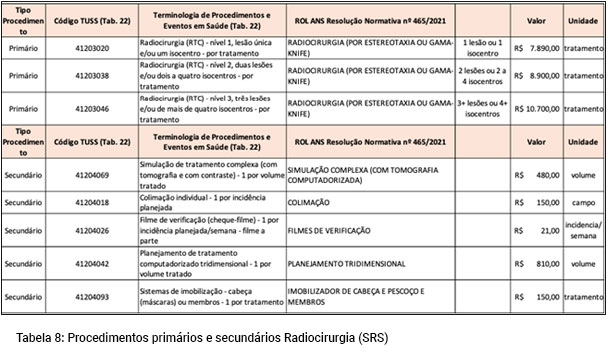 Tipo Procedimento Código TUSS (Tab. 22) Terminologia de Procedimentos e Eventos em Saúde (Tab. 22) ROL ANS Resolução Normativa nº 465/2021 Valor Unidade
Primário 41203020 Radiocirurgia (RTC) - nível 1, lesão única e/ou um isocentro - por tratamento RADIOCIRURGIA (POR ESTEREOTAXIA OU GAMA-KNIFE) 1 lesão ou 1 isocentro R$ 7.890,00 tratamento
Primário 41203038 Radiocirurgia (RTC) - nível 2, duas lesões e/ou dois a quatro isocentros - por tratamento RADIOCIRURGIA (POR ESTEREOTAXIA OU GAMA-KNIFE) 2 lesões ou 2 a 4 isocentros R$ 8.900,00 tratamento
Primário 41203046 Radiocirurgia (RTC) - nível 3, três lesões e/ou de mais de quatro isocentros - por tratamento RADIOCIRURGIA (POR ESTEREOTAXIA OU GAMA-KNIFE) 3+ lesões ou 4+ isocentros R$ 10.700,00 tratamento
Tipo Procedimento Código TUSS (Tab. 22) Terminologia de Procedimentos e Eventos em Saúde (Tab. 22) ROL ANS Resolução Normativa nº 465/2021 Valor Unidade
Secundário 41204069 Simulação de tratamento complexa (com tomografia e com contraste) - 1 por volume tratado SIMULAÇÃO COMPLEXA (COM TOMOGRAFIA COMPUTADORIZADA) R$ 480,00 volume
Secundário 41204018 Colimação individual - 1 por incidência planejada COLIMAÇÃO R$ 150,00 campo
Secundário 41204026 Filme de verificação (cheque-filme) - 1 por incidência planejada/semana - filme a parte FILMES DE VERIFICAÇÃO R$ 21,00 incidencia/semana
Secundário 41204042 Planejamento de tratamento computadorizado tridimensional - 1 por volume tratado PLANEJAMENTO TRIDIMENSIONAL R$ 810,00 volume
Secundário 41204093 Sistemas de imobilização - cabeça (máscaras) ou membros - 1 por tratamento IMOBILIZADOR DE CABEÇA E PESCOÇO E MEMBROS R$ 150,00 tratamento
Tabela 8: Procedimentos primários e secundários Radiocirurgia (SRS)